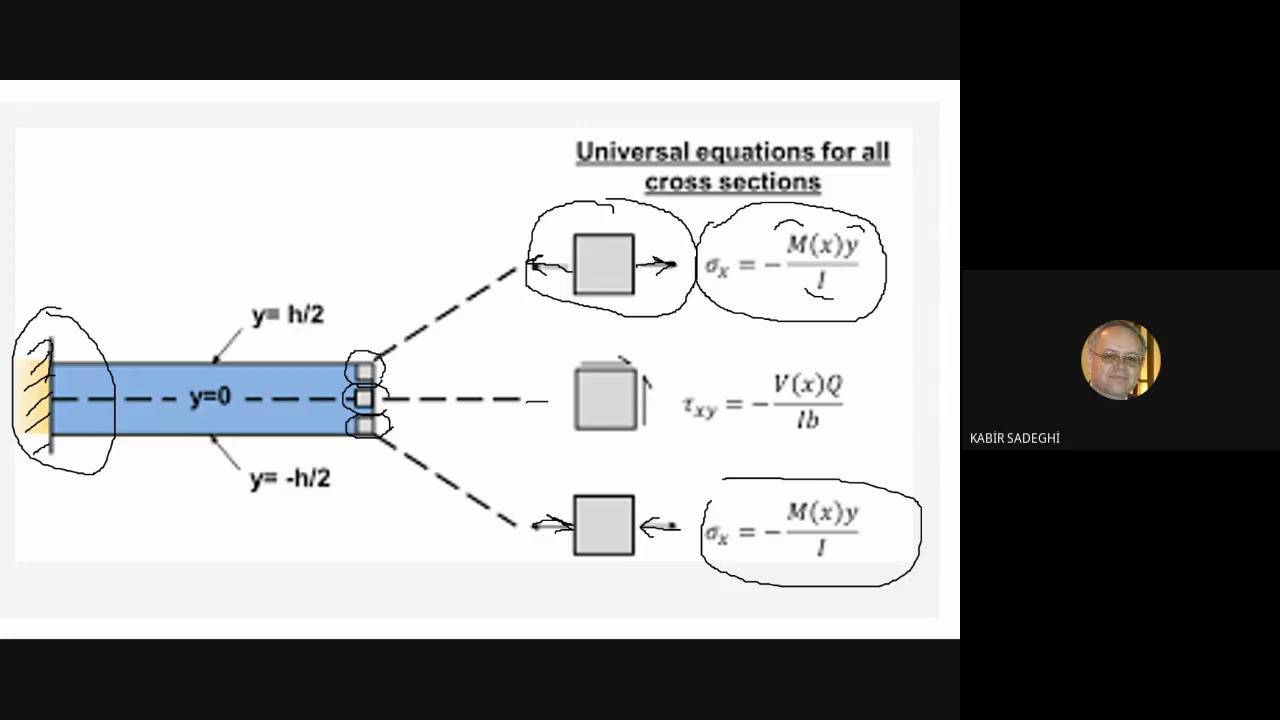 Universal equations for all
cross sections
σx = - M(x)y / I
y= h/2
y=0
τxy = - V(x)Q / Ib
KABİR SADEGHİ
y= -h/2
σx = - M(x)y / I